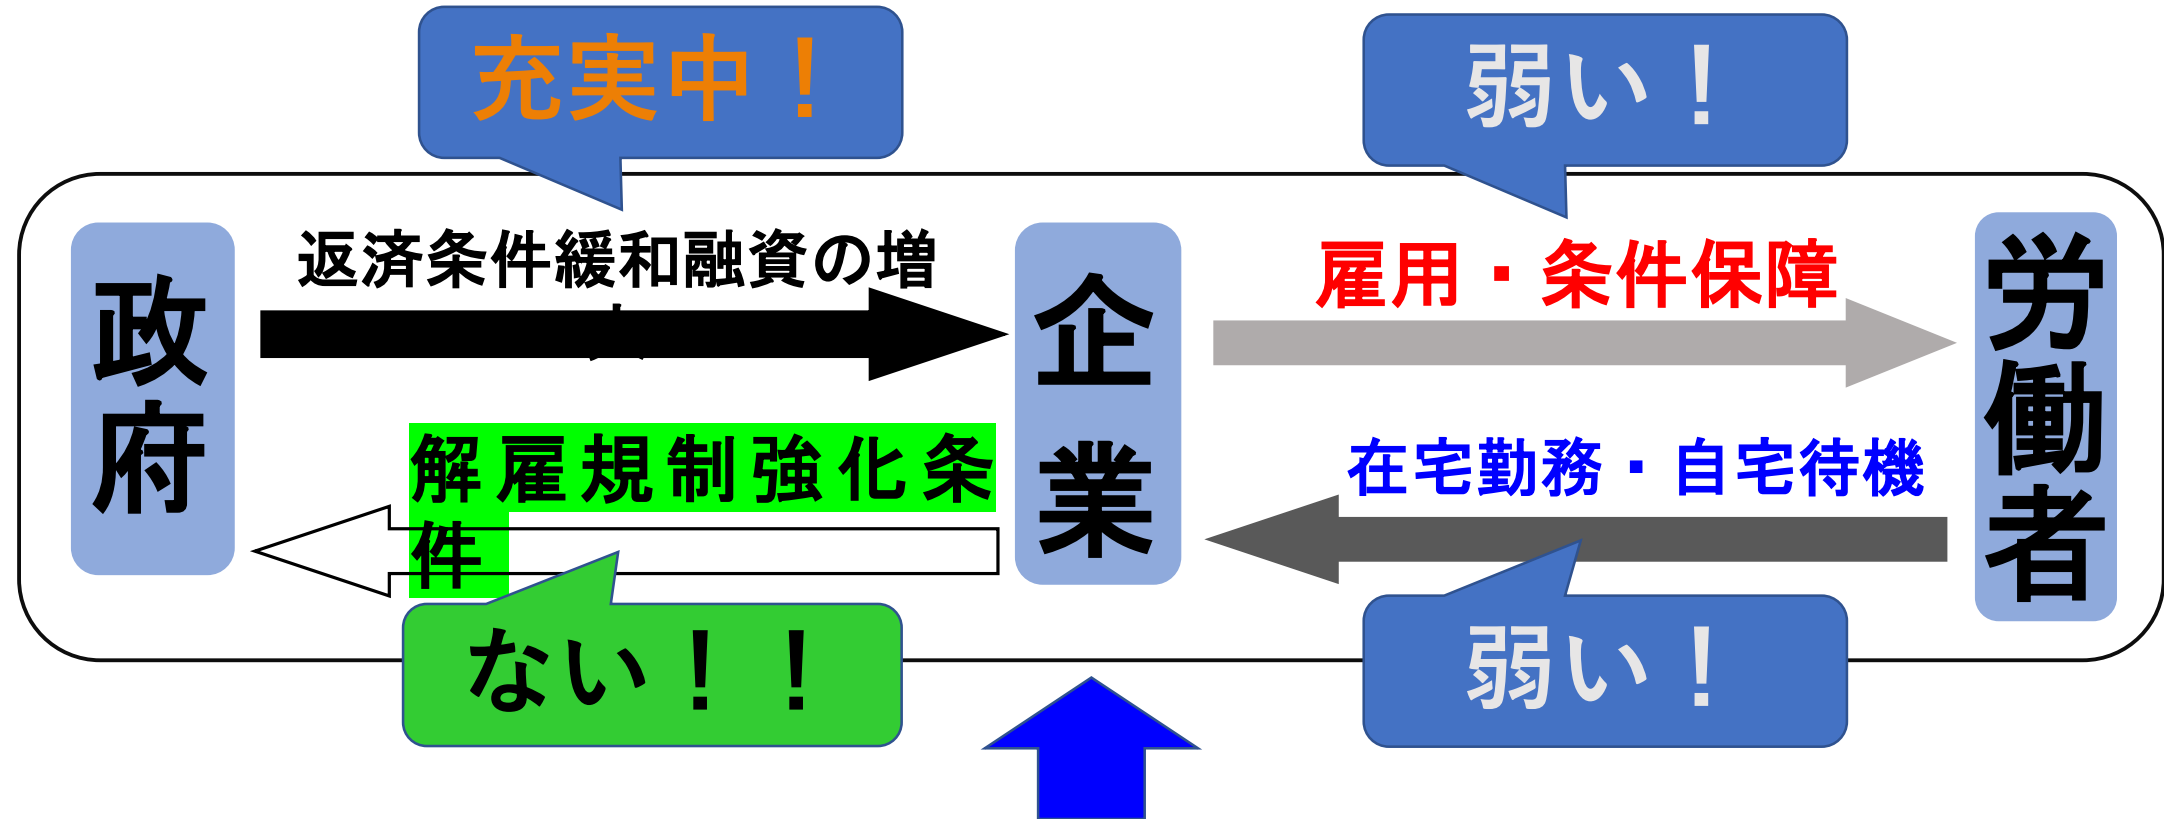 充実中！
弱い！
返済条件緩和融資の増
政府
企業
雇用・条件保障
労働者
解雇規制強化条
件
在宅勤務・自宅待機
ない！！
弱い！